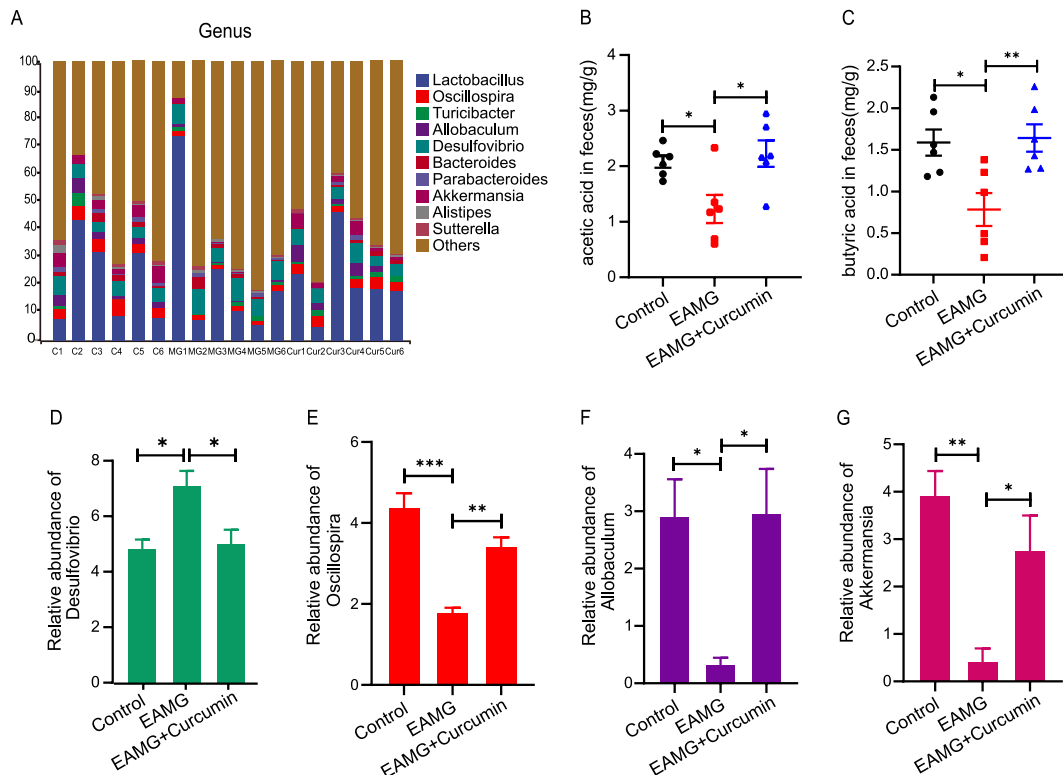 A
Genus
100
90
80
70
60
50
40
30
20
10
0
C1 C2 C3 C4 C5 C6 MG1 MG2 MG3 MG4 MG5 MG6 Cur1 Cur2 Cur3 Cur4 Cur5 Cur6
Lactobacillus
Oscillospira
Turicibacter
Allobaculum
Desulfovibrio
Bacteroides
Parabacteroides
Akkermansia
Alistipes
Sutterella
Others
B
acetic acid in feces(mg/g)
4
3
2
1
0
*
*
Control
EAMG
EAMG+Curcumin
C
butyric acid in feces(mg/g)
2.5
2.0
1.5
1.0
0.5
0.0
*
**
Control
EAMG
EAMG+Curcumin
D
Relative abundance of
Desulfovibrio
8
6
4
2
0
*
*
Control
EAMG
EAMG+Curcumin
E
Relative abundance of
Oscillospira
6
4
2
0
***
**
Control
EAMG
EAMG+Curcumin
F
Relative abundance of
Allobaculum
4
3
2
1
0
*
*
Control
EAMG
EAMG+Curcumin
G
Relative abundance of
Akkermansia
5
4
3
2
1
0
**
*
Control
EAMG
EAMG+Curcumin